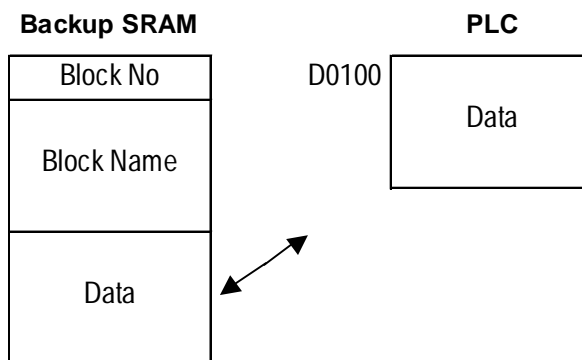 Backup SRAM
Block No
Block Name
Data
PLC
D0100
Data